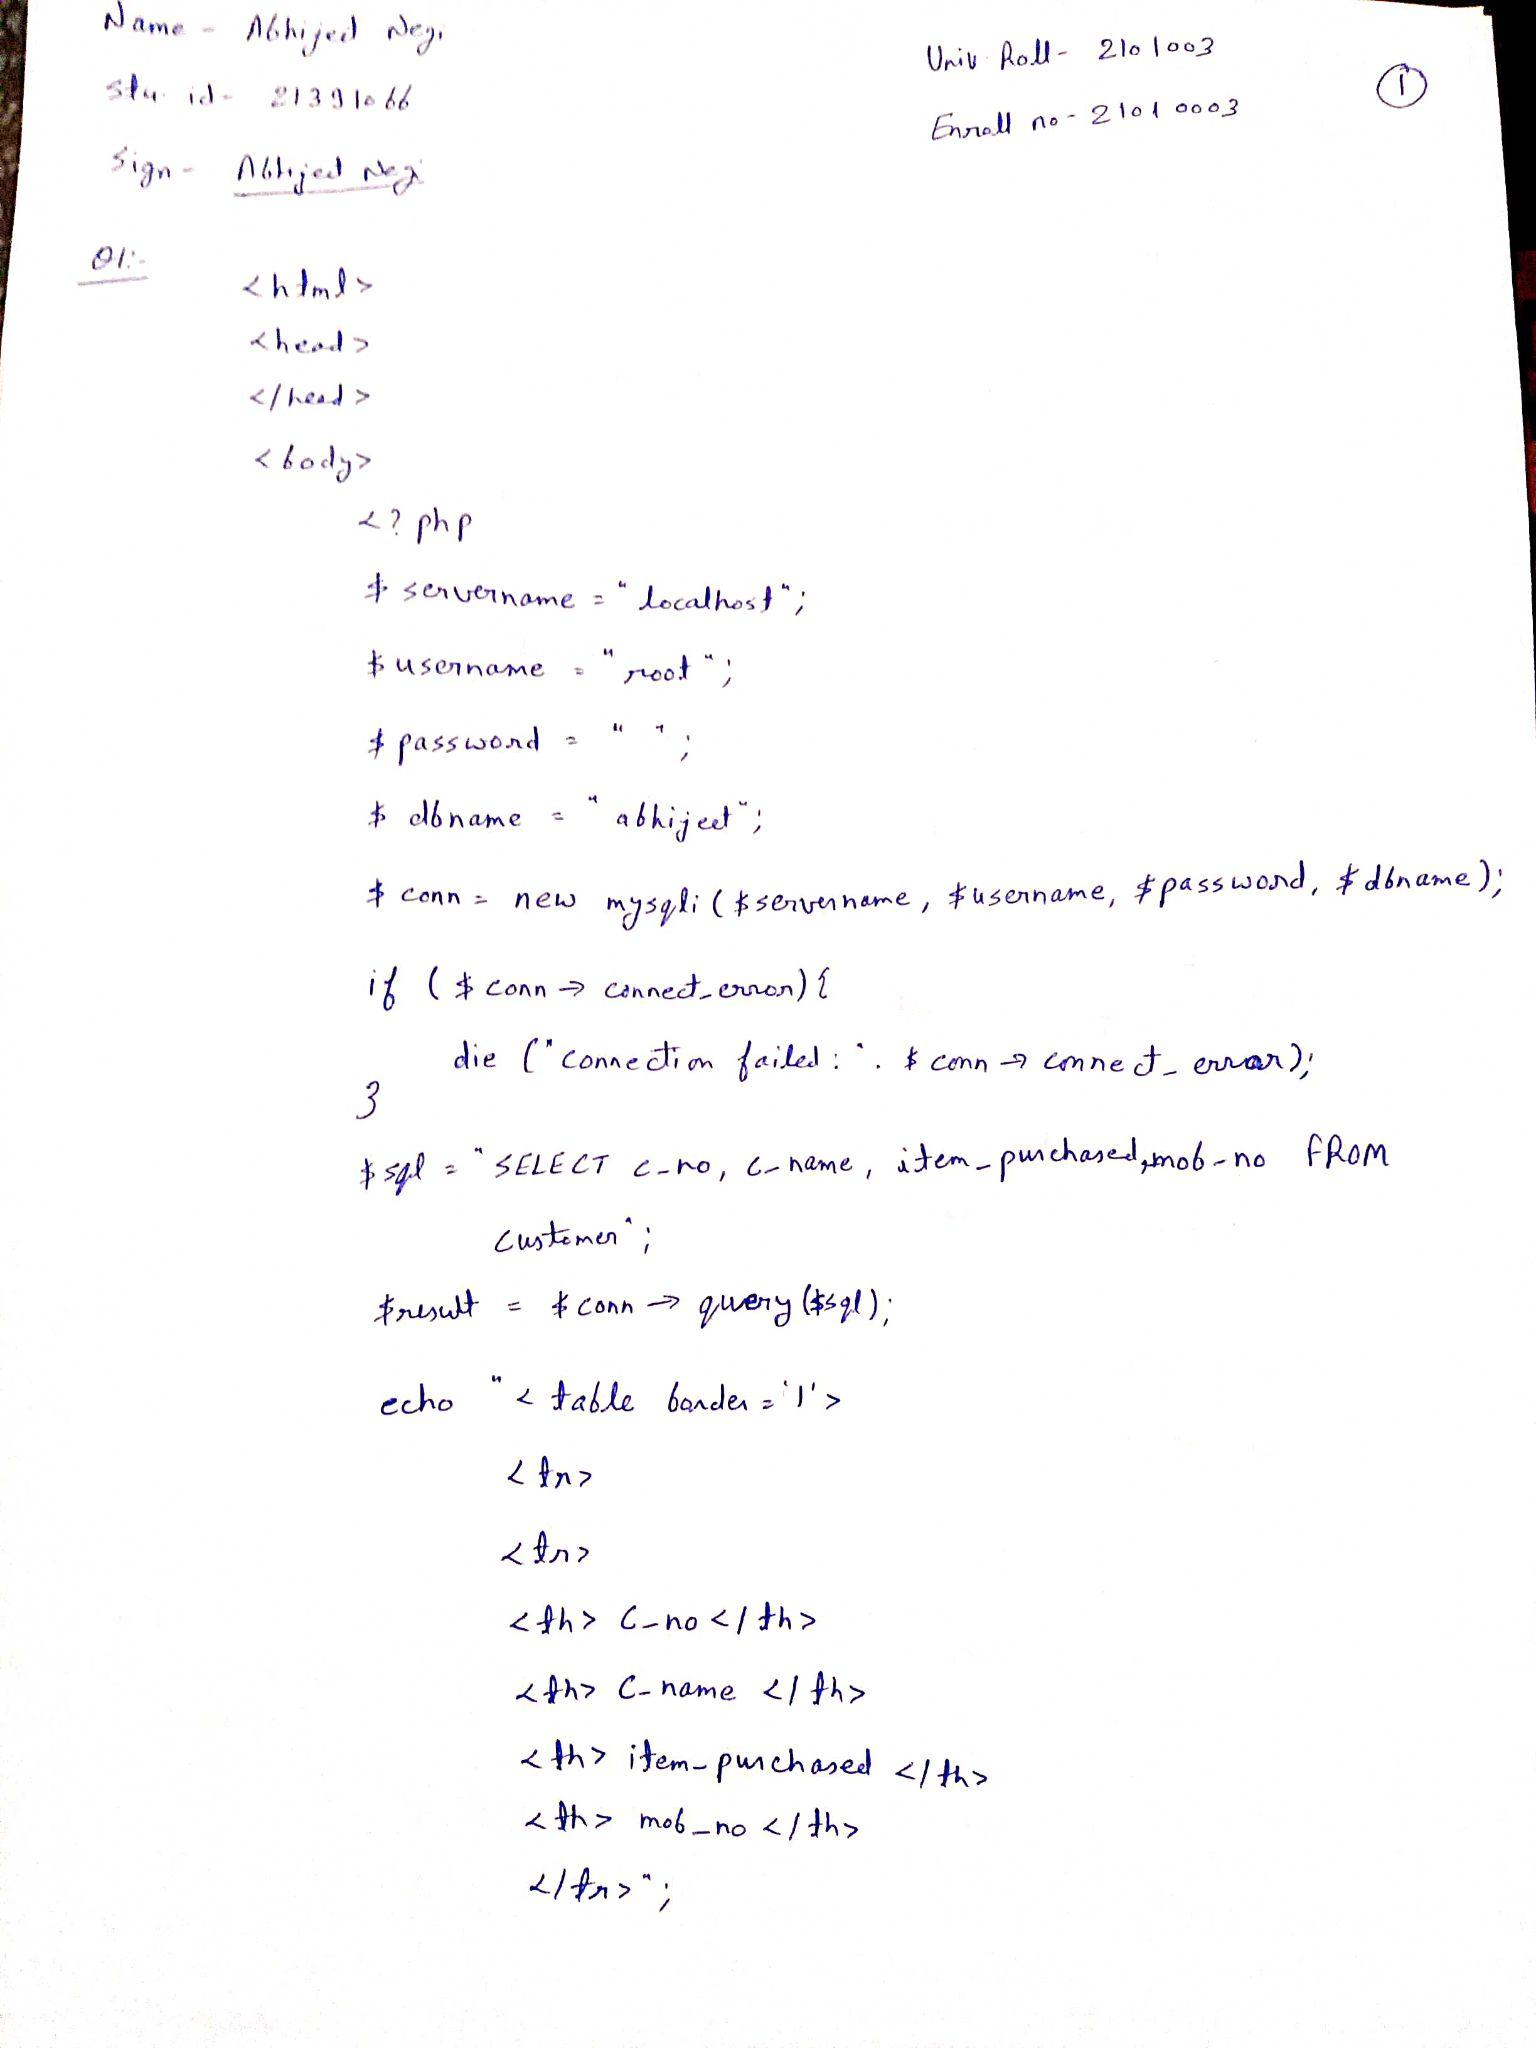 Name - Abhijeet Negi
Univ Roll - 2101003
①
Stu. id - 21391066
Enroll no - 21010003
Sign - Abhijeet Negi
Q1:-
<html>
<head>
</head>
<body>
<? php
$ servername = "localhost";
$ username = "root";
$ password = " ";
$ dbname = "abhijeet";
$ conn = new mysqli ($servername, $username, $password, $dbname);
if ($ conn → connect_error) {
die ("connection failed: ". $ conn → connect_error);
}
$ sql = "SELECT c_no, c_name, item_purchased, mob_no FROM
customer";
$result = $ conn → query ($sql);
echo "< table border = '1'>
<tr>
<tr>
<th> C_no </th>
<th> C_name </th>
<th> item_purchased </th>
<th> mob_no </th>
</tr>";